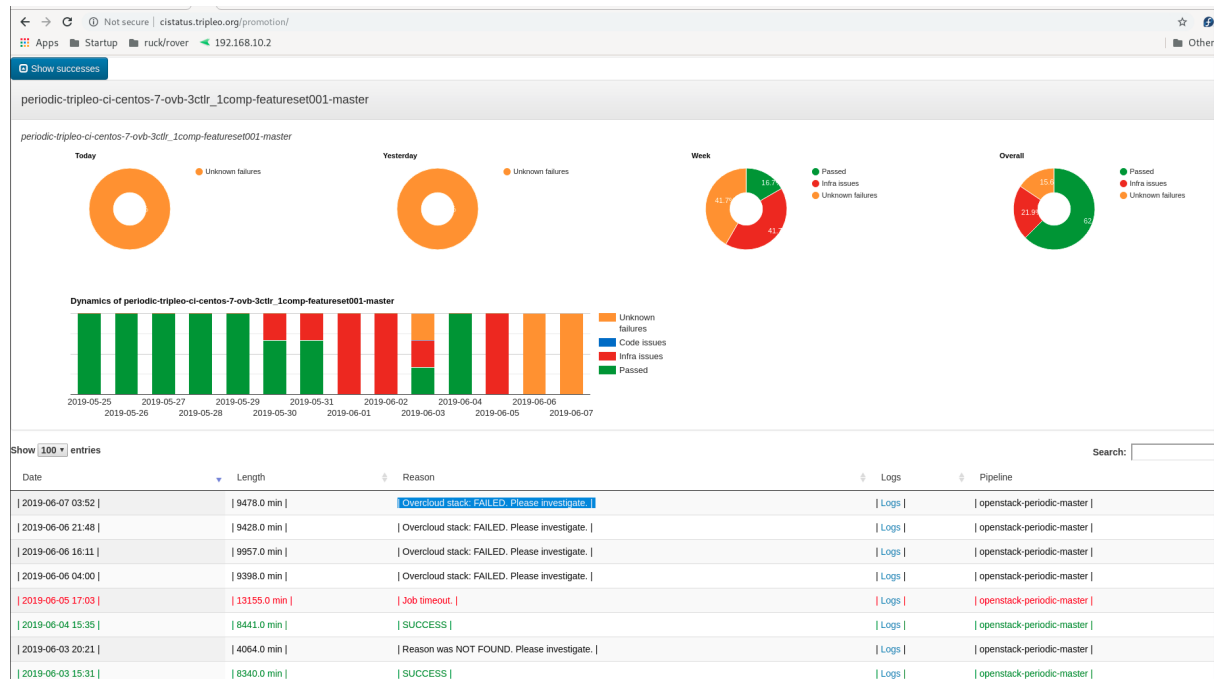 Not secure | cistatus.tripleo.org/promotion/
Apps Startup ruck/rover 192.168.10.2 Other
Show successes
periodic-tripleo-ci-centos-7-ovb-3ctlr_1comp-featureset001-master
periodic-tripleo-ci-centos-7-ovb-3ctlr_1comp-featureset001-master
Today
Unknown failures
Yesterday
Unknown failures
Week
16.7
41.7
41.7
Passed
Infra issues
Unknown failures
Overall
15.6
21.9
62
Passed
Infra issues
Unknown failures
Dynamics of periodic-tripleo-ci-centos-7-ovb-3ctlr_1comp-featureset001-master
Unknown
failures
Code issues
Infra issues
Passed
2019-05-25 2019-05-27 2019-05-29 2019-05-31 2019-06-02 2019-06-04 2019-06-06
2019-05-26 2019-05-28 2019-05-30 2019-06-01 2019-06-03 2019-06-05 2019-06-07
Show 100 entries Search:
Date Length Reason Logs Pipeline
| 2019-06-07 03:52 | | 9478.0 min | | Overcloud stack: FAILED. Please investigate. | | Logs | | openstack-periodic-master |
| 2019-06-06 21:48 | | 9428.0 min | | Overcloud stack: FAILED. Please investigate. | | Logs | | openstack-periodic-master |
| 2019-06-06 16:11 | | 9957.0 min | | Overcloud stack: FAILED. Please investigate. | | Logs | | openstack-periodic-master |
| 2019-06-06 04:00 | | 9398.0 min | | Overcloud stack: FAILED. Please investigate. | | Logs | | openstack-periodic-master |
| 2019-06-05 17:03 | | 13155.0 min | | Job timeout. | | Logs | | openstack-periodic-master |
| 2019-06-04 15:35 | | 8441.0 min | | SUCCESS | | Logs | | openstack-periodic-master |
| 2019-06-03 20:21 | | 4064.0 min | | Reason was NOT FOUND. Please investigate. | | Logs | | openstack-periodic-master |
| 2019-06-03 15:31 | | 8340.0 min | | SUCCESS | | Logs | | openstack-periodic-master |